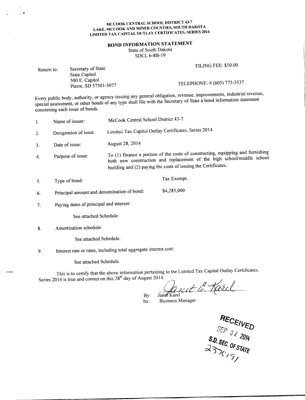 MCCOOK CENTRAL SCHOOL DISTRICT 43-7
LAKE, MCCOOK AND MINER COUNTIES, SOUTH DAKOTA
LIMITED TAX CAPITAL OUTLAY CERTIFICATES, SERIES 2014
BOND INFORMATION STATEMENT
State of South Dakota
SDCL 6-8B-19
Return to: Secretary of State FILING FEE: $10.00
State Capitol
500 E. Capitol
Pierre, SD 57501-5077 TELEPHONE: # (605) 773-3537
Every public body, authority, or agency issuing any general obligation, revenue, improvements, industrial revenue,
special assessment, or other bonds of any type shall file with the Secretary of State a bond information statement
concerning each issue of bonds.
1. Name of issuer: McCook Central School District 43-7.
2. Designation of issue: Limited Tax Capital Outlay Certificates, Series 2014
3. Date of issue: August 28, 2014
4. Purpose of issue: To (1) finance a portion of the costs of constructing, equipping and furnishing
both new construction and replacement of the high school/middle school
building and (2) paying the costs of issuing the Certificates.
5. Type of bond: Tax Exempt.
6. Principal amount and denomination of bond: $4,285,000
7. Paying dates of principal and interest:
See attached Schedule.
8. Amortization schedule:
See attached Schedule.
9. Interest rate or rates, including total aggregate interest cost:
See attached Schedule.
This is to certify that the above information pertaining to the Limited Tax Capital Outlay Certificates,
Series 2014 is true and correct on this 28th day of August 2014.
Janet E. Karel
By: Janet Karel
Its: Business Manager
RECEIVED
SEP 02 2014
S.D. SEC. OF STATE